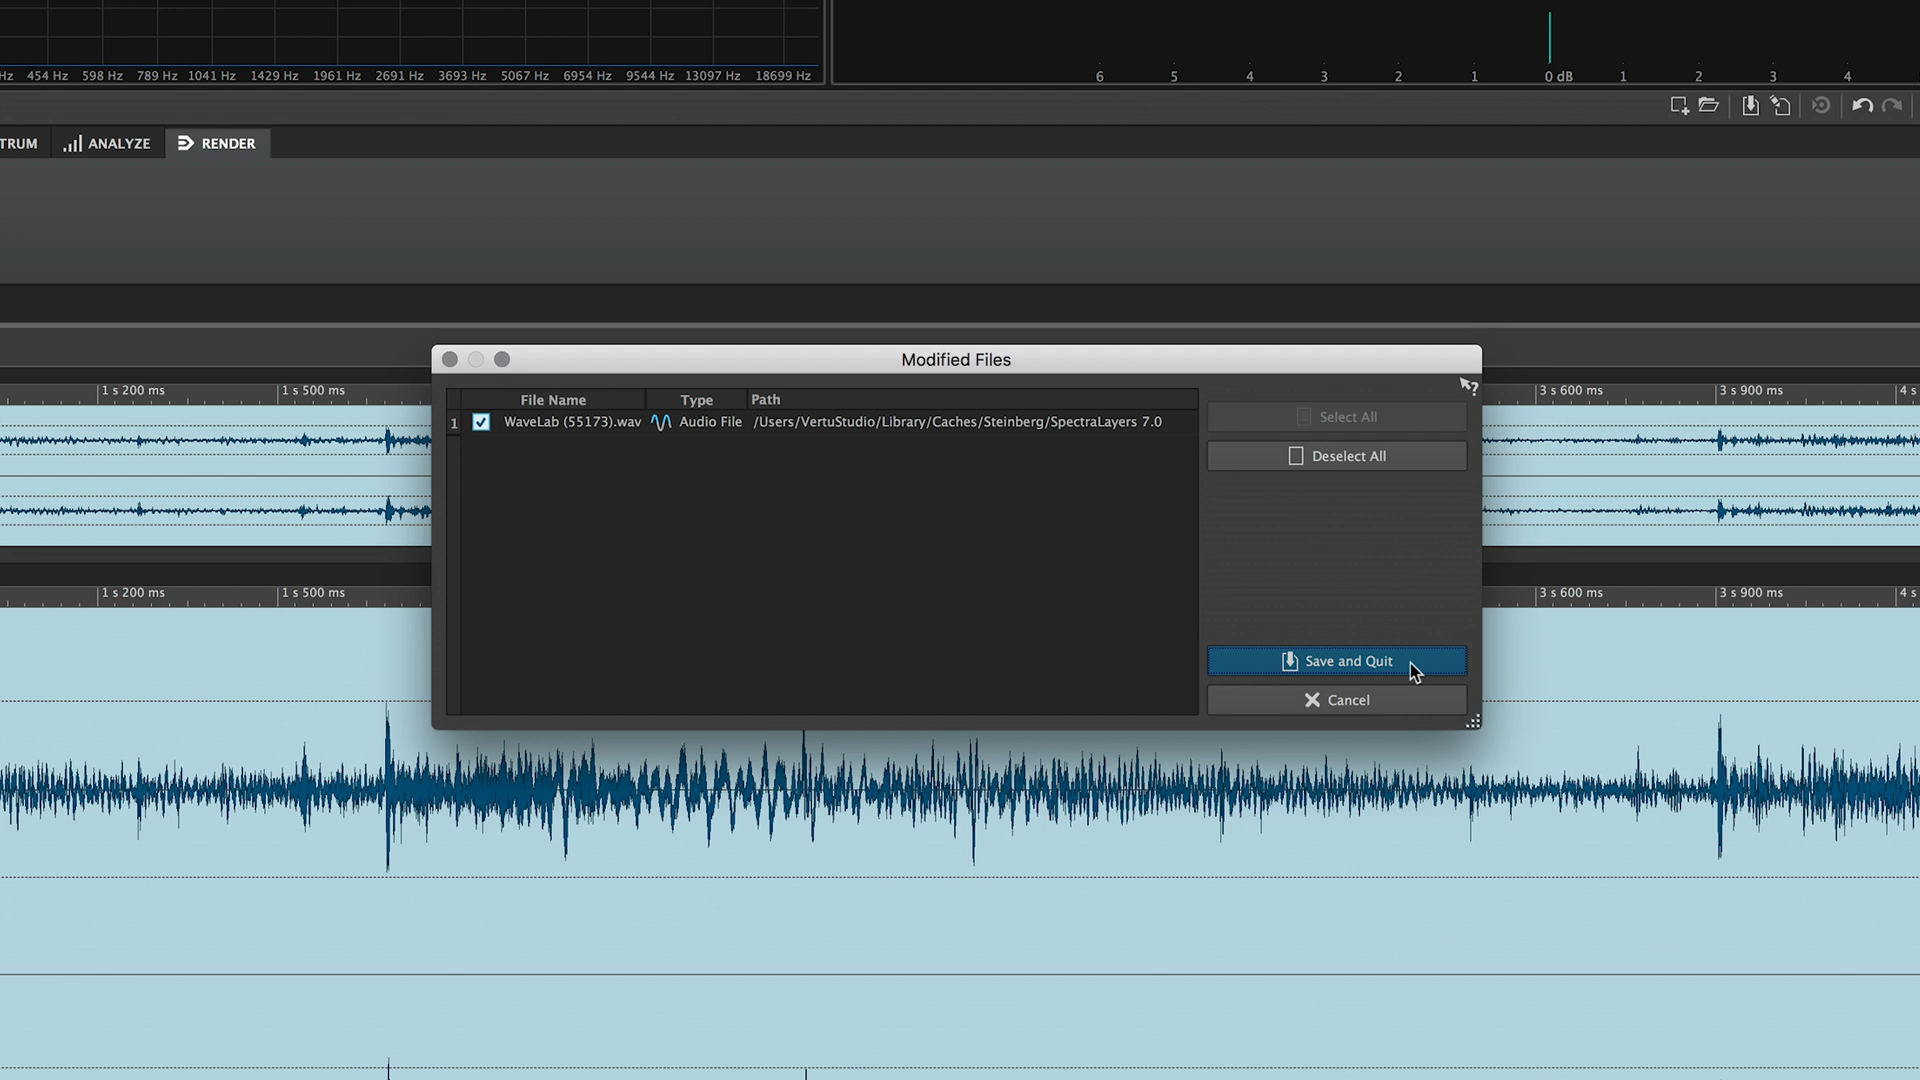 Hz 454 Hz 598 Hz 789 Hz 1041 Hz 1429 Hz 1961 Hz 2691 Hz 3693 Hz 5067 Hz 6954 Hz 9544 Hz 13097 Hz 18699 Hz
6 5 4 3 2 1 0 dB 1 2 3 4
TRUM ANALYZE RENDER
Modified Files
1 s 200 ms 1 s 500 ms 3 s 600 ms 3 s 900 ms 4 s
File Name Type Path
1 WaveLab (55173).wav Audio File /Users/VertuStudio/Library/Caches/Steinberg/SpectraLayers 7.0
Select All
Deselect All
1 s 200 ms 1 s 500 ms 3 s 600 ms 3 s 900 ms 4 s
Save and Quit
Cancel